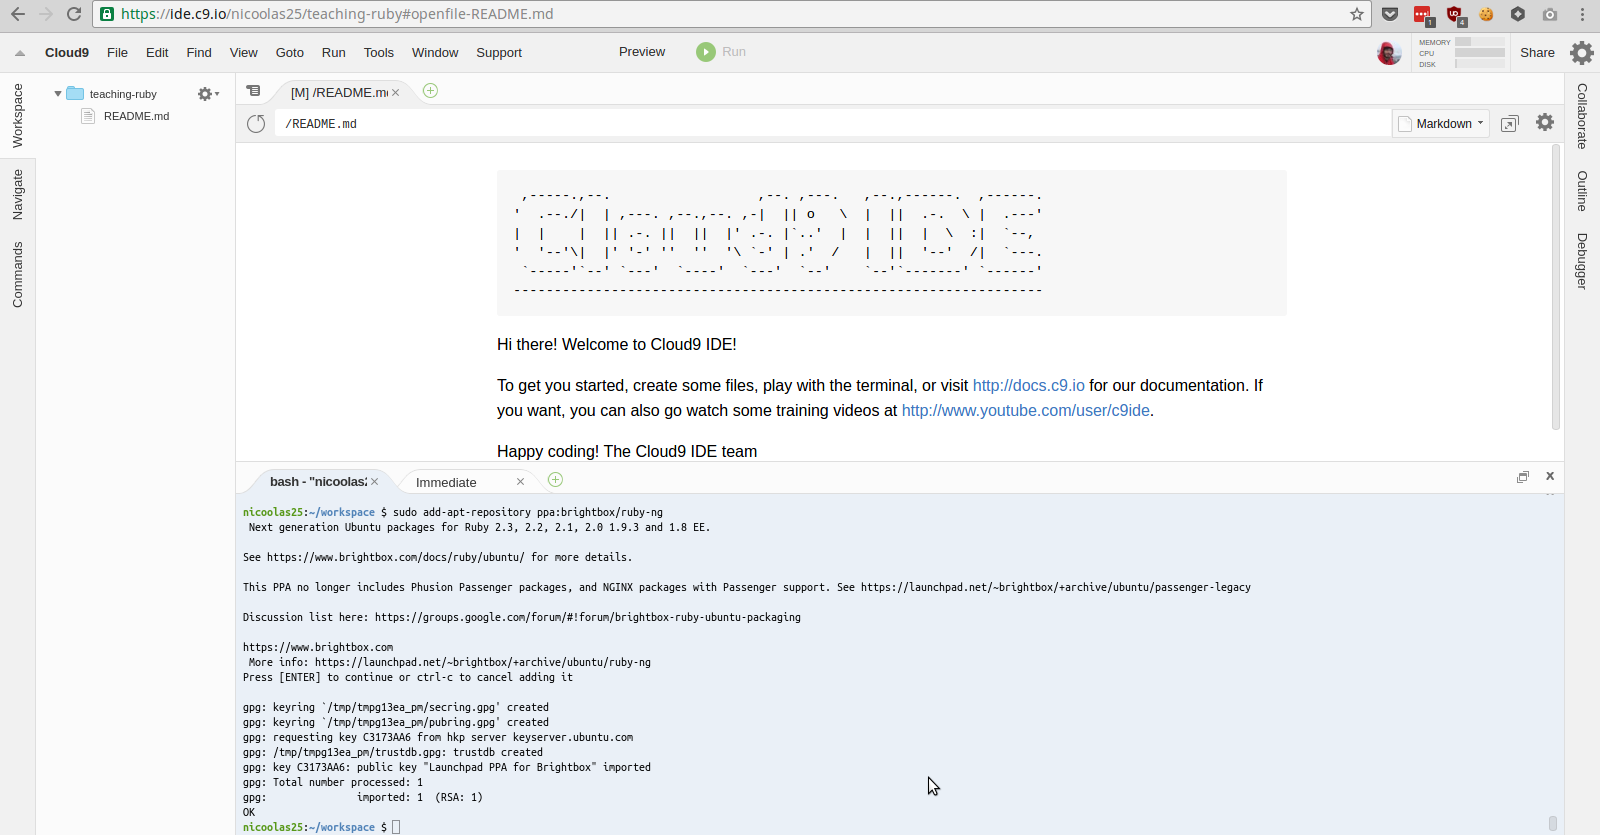 https://ide.c9.io/nicoolas25/teaching-ruby#openfile-README.md
1
4
Cloud9 File Edit Find View Goto Run Tools Window Support Preview Run
MEMORY
CPU
DISK
Share
Workspace
Navigate
Commands
teaching-ruby
README.md
[M] /README.m
/README.md
Markdown
 ,-----.,--.                  ,--. ,---.   ,--.,------.  ,------.
'  .--./|  | ,---. ,--.,--. ,-|  || o   \  |  ||  .-.  \ |  .---'
|  |    |  || .-. ||  ||  |' .-. |`..'  |  |  ||  |  \  :|  `--,
'  '--'\|  |' '-' ''  ''  '\ `-' | .'  /   |  ||  '--'  /|  `---.
 `-----'`--' `---'  `----'  `---'  `--'    `--'`-------' `------'
-----------------------------------------------------------------
Hi there! Welcome to Cloud9 IDE!
To get you started, create some files, play with the terminal, or visit http://docs.c9.io for our documentation. If
you want, you can also go watch some training videos at http://www.youtube.com/user/c9ide.
Happy coding! The Cloud9 IDE team
Collaborate
Outline
Debugger
bash - "nicoolas2
Immediate
nicoolas25:~/workspace $ sudo add-apt-repository ppa:brightbox/ruby-ng
 Next generation Ubuntu packages for Ruby 2.3, 2.2, 2.1, 2.0 1.9.3 and 1.8 EE.
See https://www.brightbox.com/docs/ruby/ubuntu/ for more details.
This PPA no longer includes Phusion Passenger packages, and NGINX packages with Passenger support. See https://launchpad.net/~brightbox/+archive/ubuntu/passenger-legacy
Discussion list here: https://groups.google.com/forum/#!forum/brightbox-ruby-ubuntu-packaging
https://www.brightbox.com
 More info: https://launchpad.net/~brightbox/+archive/ubuntu/ruby-ng
Press [ENTER] to continue or ctrl-c to cancel adding it
gpg: keyring `/tmp/tmpg13ea_pm/secring.gpg' created
gpg: keyring `/tmp/tmpg13ea_pm/pubring.gpg' created
gpg: requesting key C3173AA6 from hkp server keyserver.ubuntu.com
gpg: /tmp/tmpg13ea_pm/trustdb.gpg: trustdb created
gpg: key C3173AA6: public key "Launchpad PPA for Brightbox" imported
gpg: Total number processed: 1
gpg:               imported: 1  (RSA: 1)
OK
nicoolas25:~/workspace $